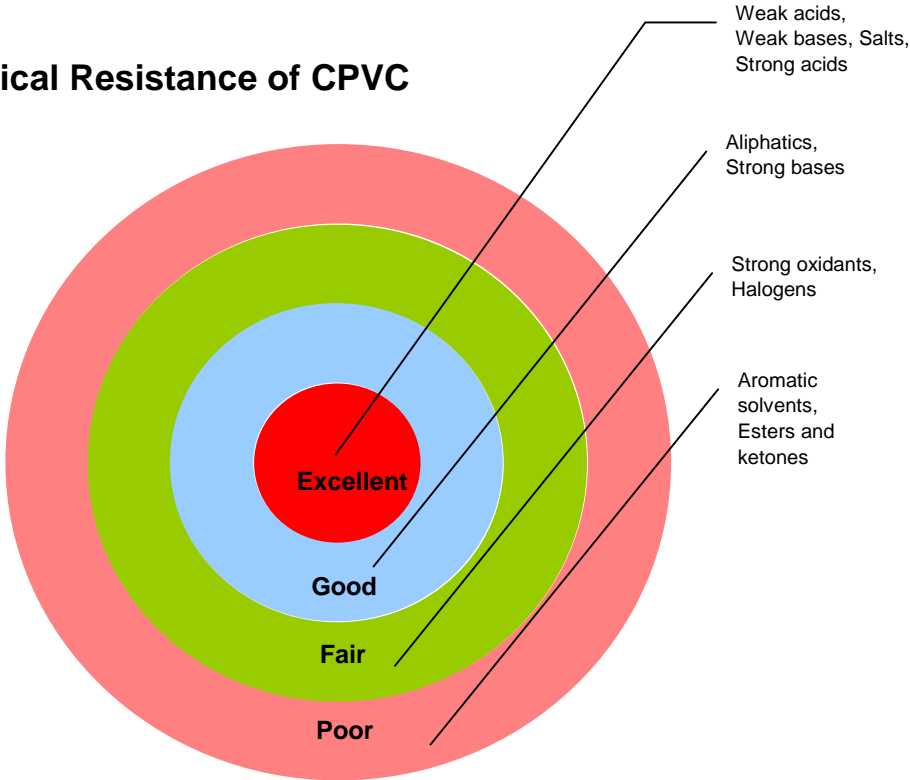 ical Resistance of CPVC
Weak acids,
Weak bases, Salts,
Strong acids
Aliphatics,
Strong bases
Strong oxidants,
Halogens
Aromatic
solvents,
Esters and
ketones
Excellent
Good
Fair
Poor